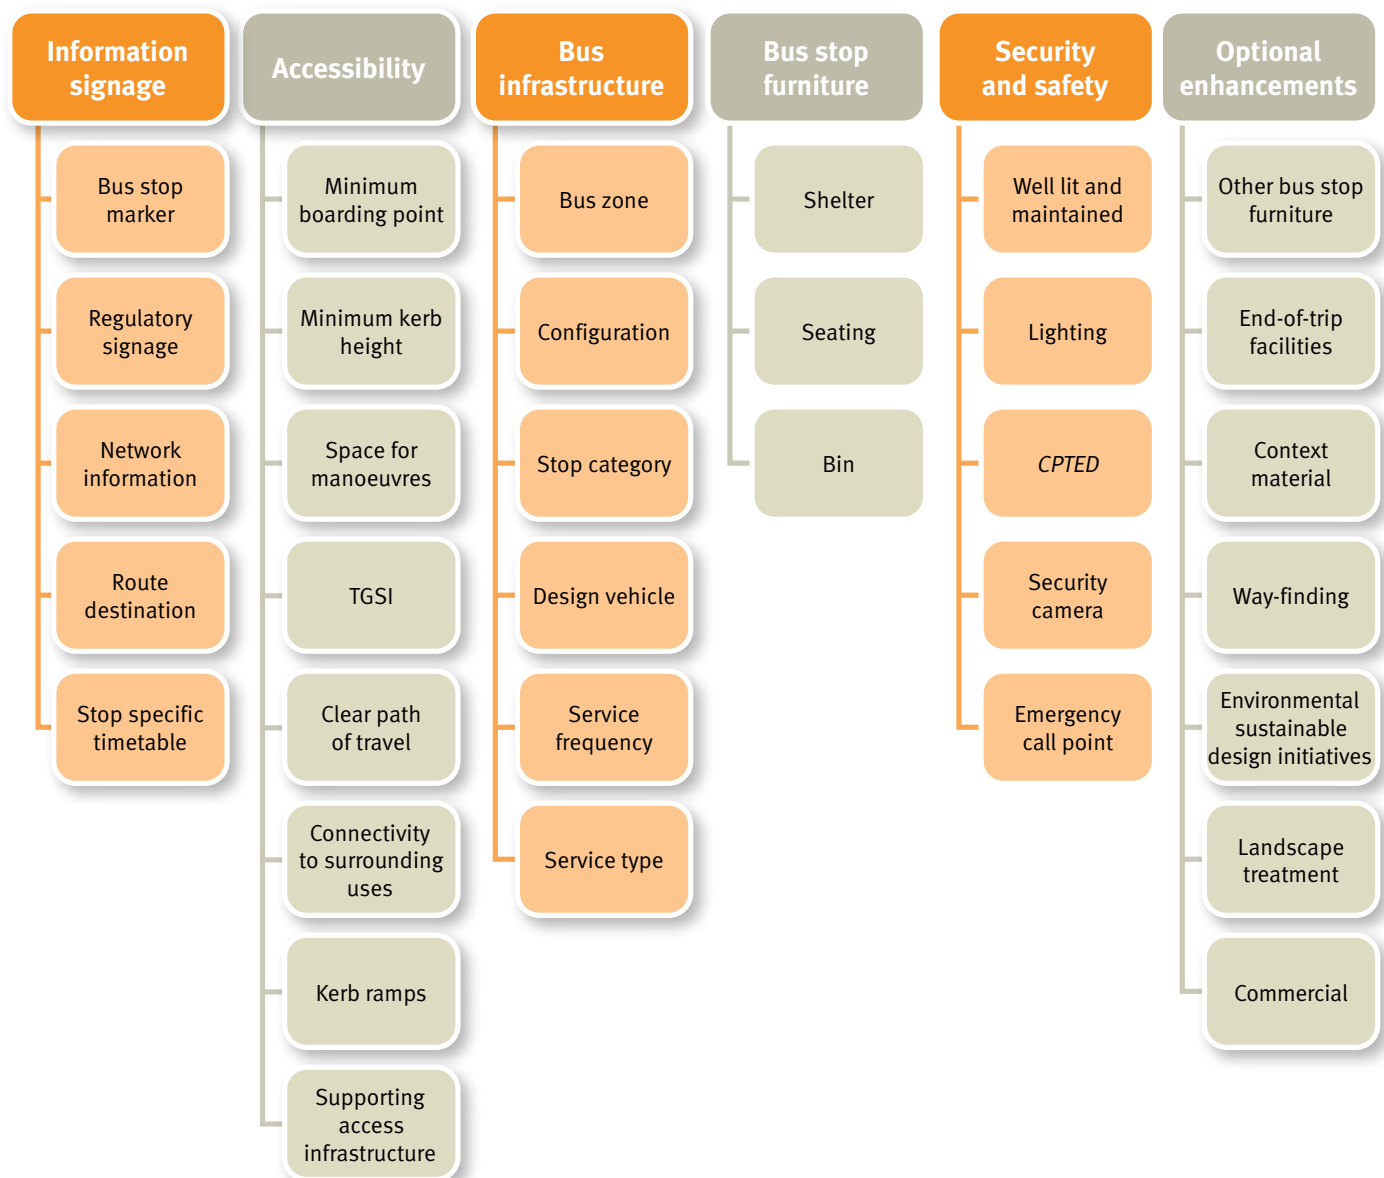 Information
signage
Bus stop
marker
Regulatory
signage
Network
information
Route
destination
Stop specific
timetable
Accessibility
Minimum
boarding point
Minimum kerb
height
Space for
manoeuvres
TGSI
Clear path
of travel
Connectivity
to surrounding
uses
Kerb ramps
Supporting
access
infrastructure
Bus
infrastructure
Bus zone
Configuration
Stop category
Design vehicle
Service
frequency
Service type
Bus stop
furniture
Shelter
Seating
Bin
Security
and safety
Well lit and
maintained
Lighting
CPTED
Security
camera
Emergency
call point
Optional
enhancements
Other bus stop
furniture
End-of-trip
facilities
Context
material
Way-finding
Environmental
sustainable
design initiatives
Landscape
treatment
Commercial